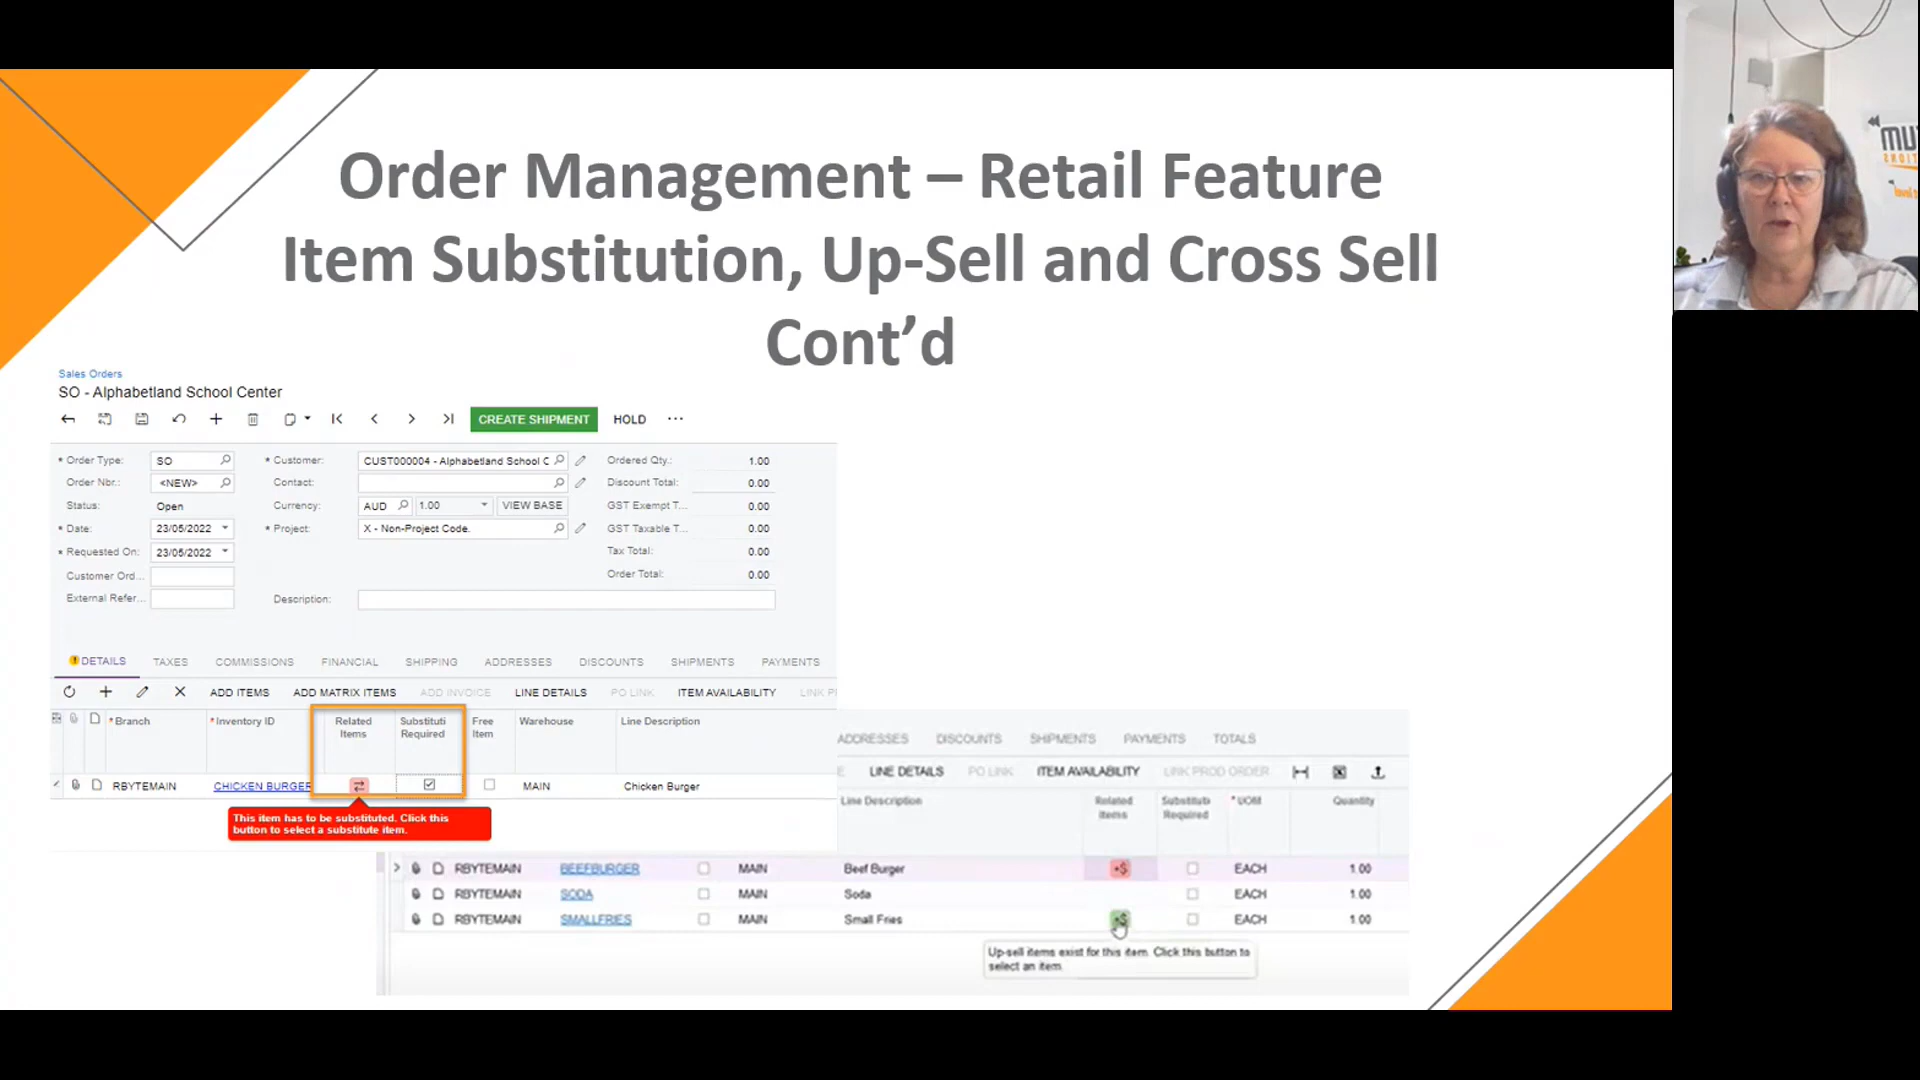 Order Management – Retail Feature
Item Substitution, Up-Sell and Cross Sell
Cont’d
Sales Orders
SO - Alphabetland School Center
CREATE SHIPMENT HOLD ...
* Order Type: SO * Customer: CUST000004 - Alphabetland School C Ordered Qty.: 1.00
Order Nbr.: <NEW> Contact: Discount Total: 0.00
Status: Open Currency: AUD 1.00 VIEW BASE GST Exempt T... 0.00
* Date: 23/05/2022 * Project: X - Non-Project Code. GST Taxable T... 0.00
* Requested On: 23/05/2022 Tax Total: 0.00
Customer Ord... Order Total: 0.00
External Refer... Description:
DETAILS TAXES COMMISSIONS FINANCIAL SHIPPING ADDRESSES DISCOUNTS SHIPMENTS PAYMENTS
ADD ITEMS ADD MATRIX ITEMS ADD INVOICE LINE DETAILS PO LINK ITEM AVAILABILITY LINK P
* Branch * Inventory ID Related Items Substituti Required Free Item Warehouse Line Description
RBYTEMAIN CHICKEN BURGER MAIN Chicken Burger
This item has to be substituted. Click this
button to select a substitute item.
ADDRESSES DISCOUNTS SHIPMENTS PAYMENTS TOTALS
E LINE DETAILS PO LINK ITEM AVAILABILITY LINK PROD ORDER
Line Description Related Items Substituti Required * UOM Quantity
RBYTEMAIN BEEFBURGER MAIN Beef Burger +$ EACH 1.00
RBYTEMAIN SODA MAIN Soda EACH 1.00
RBYTEMAIN SMALLFRIES MAIN Small Fries +$ EACH 1.00
Up-sell items exist for this item. Click this button to
select an item.